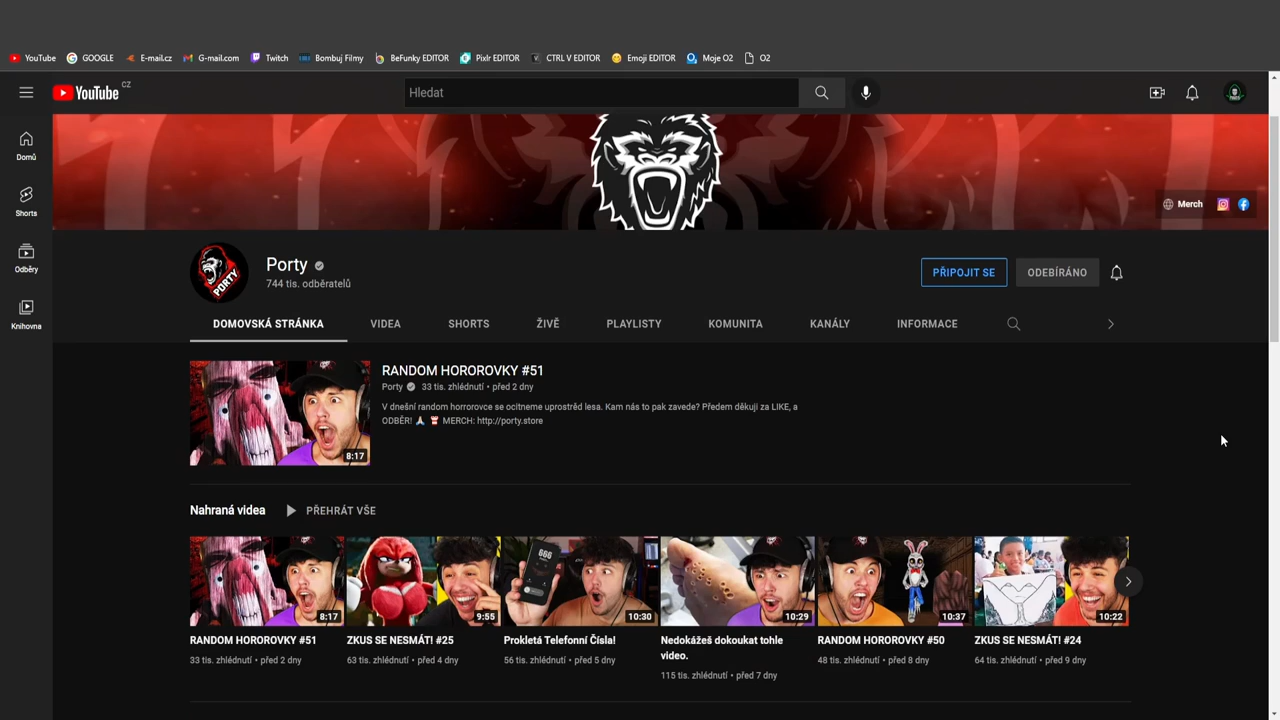 YouTube GOOGLE E-mail.cz G-mail.com Twitch Bombuj Filmy BeFunky EDITOR Pixlr EDITOR CTRL V EDITOR Emoji EDITOR Moje O2 O2
YouTube CZ
Hledat
Domů
Shorts
Odběry
Knihovna
Merch
PORTY
Porty
744 tis. odběratelů
PŘIPOJIT SE
ODEBÍRÁNO
DOMOVSKÁ STRÁNKA VIDEA SHORTS ŽIVĚ PLAYLISTY KOMUNITA KANÁLY INFORMACE
8:17
RANDOM HOROROVKY #51
Porty 33 tis. zhlédnutí • před 2 dny
V dnešní random horrorovce se ocitneme uprostřed lesa. Kam nás to pak zavede? Předem děkuji za LIKE, a
ODBĚR! 🙏 MERCH: http://porty.store
Nahraná videa PŘEHRÁT VŠE
666
8:17 9:55 10:30 10:29 10:37 10:22
RANDOM HOROROVKY #51
33 tis. zhlédnutí • před 2 dny
ZKUS SE NESMÁT! #25
63 tis. zhlédnutí • před 4 dny
Prokletá Telefonní Čísla!
56 tis. zhlédnutí • před 5 dny
Nedokážeš dokoukat tohle
video.
115 tis. zhlédnutí • před 7 dny
RANDOM HOROROVKY #50
48 tis. zhlédnutí • před 8 dny
ZKUS SE NESMÁT! #24
64 tis. zhlédnutí • před 9 dny